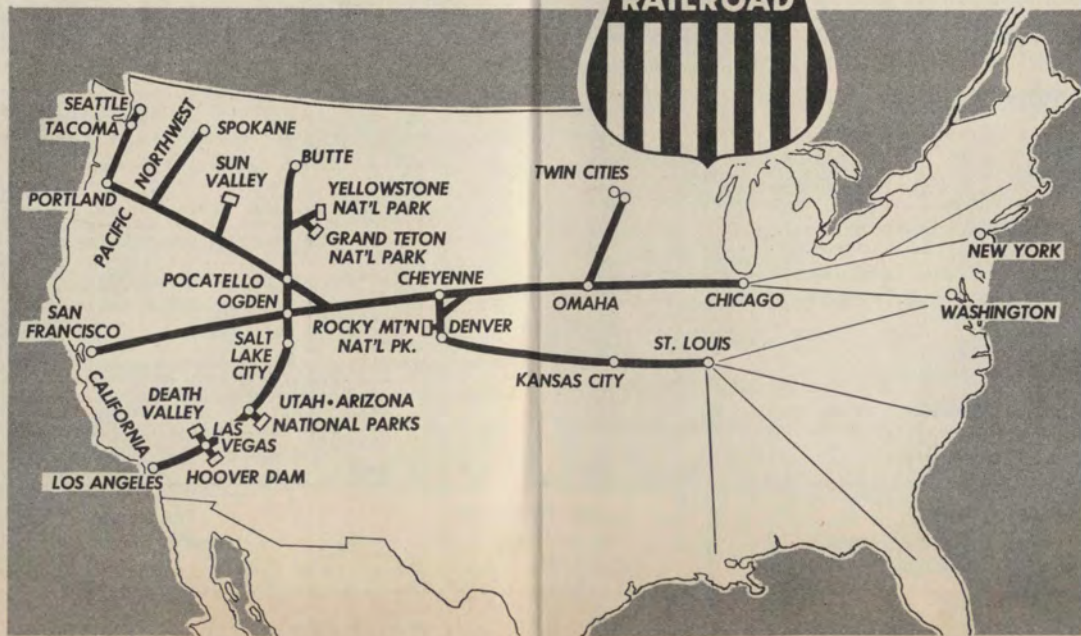 RAILROAD
SEATTLE
TACOMA
PORTLAND
PACIFIC NORTHWEST
SPOKANE
SUN
VALLEY
BUTTE
YELLOWSTONE
NAT'L PARK
GRAND TETON
NAT'L PARK
TWIN CITIES
POCATELLO
OGDEN
CHEYENNE
OMAHA
CHICAGO
NEW YORK
WASHINGTON
SAN
FRANCISCO
SALT
LAKE
CITY
ROCKY MT'N
NAT'L PK.
DENVER
KANSAS CITY
ST. LOUIS
CALIFORNIA
DEATH
VALLEY
LAS
VEGAS
UTAH • ARIZONA
NATIONAL PARKS
HOOVER DAM
LOS ANGELES